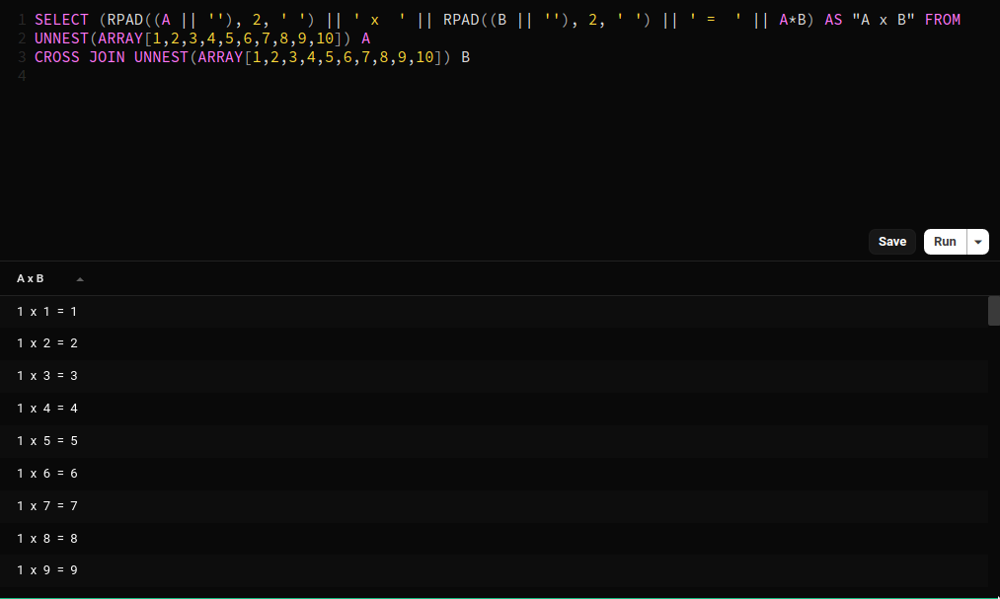 1 SELECT (RPAD((A || ''), 2, ' ') || ' x  ' || RPAD((B || ''), 2, ' ') || ' =  ' || A*B) AS "A x B" FROM
2 UNNEST(ARRAY[1,2,3,4,5,6,7,8,9,10]) A
3 CROSS JOIN UNNEST(ARRAY[1,2,3,4,5,6,7,8,9,10]) B
4
Save Run
A x B
1 x 1 = 1
1 x 2 = 2
1 x 3 = 3
1 x 4 = 4
1 x 5 = 5
1 x 6 = 6
1 x 7 = 7
1 x 8 = 8
1 x 9 = 9